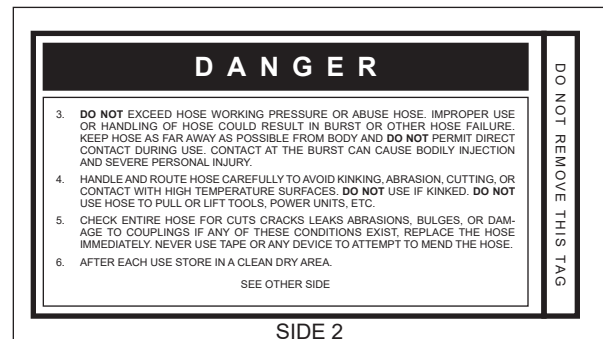 DANGER
3. DO NOT EXCEED HOSE WORKING PRESSURE OR ABUSE HOSE. IMPROPER USE
OR HANDLING OF HOSE COULD RESULT IN BURST OR OTHER HOSE FAILURE.
KEEP HOSE AS FAR AWAY AS POSSIBLE FROM BODY AND DO NOT PERMIT DIRECT
CONTACT DURING USE. CONTACT AT THE BURST CAN CAUSE BODILY INJECTION
AND SEVERE PERSONAL INJURY.
4. HANDLE AND ROUTE HOSE CAREFULLY TO AVOID KINKING, ABRASION, CUTTING, OR
CONTACT WITH HIGH TEMPERATURE SURFACES. DO NOT USE IF KINKED. DO NOT
USE HOSE TO PULL OR LIFT TOOLS, POWER UNITS, ETC.
5. CHECK ENTIRE HOSE FOR CUTS CRACKS LEAKS ABRASIONS, BULGES, OR DAM-
AGE TO COUPLINGS IF ANY OF THESE CONDITIONS EXIST, REPLACE THE HOSE
IMMEDIATELY. NEVER USE TAPE OR ANY DEVICE TO ATTEMPT TO MEND THE HOSE.
6. AFTER EACH USE STORE IN A CLEAN DRY AREA.
SEE OTHER SIDE
DO NOT REMOVE THIS TAG
SIDE 2